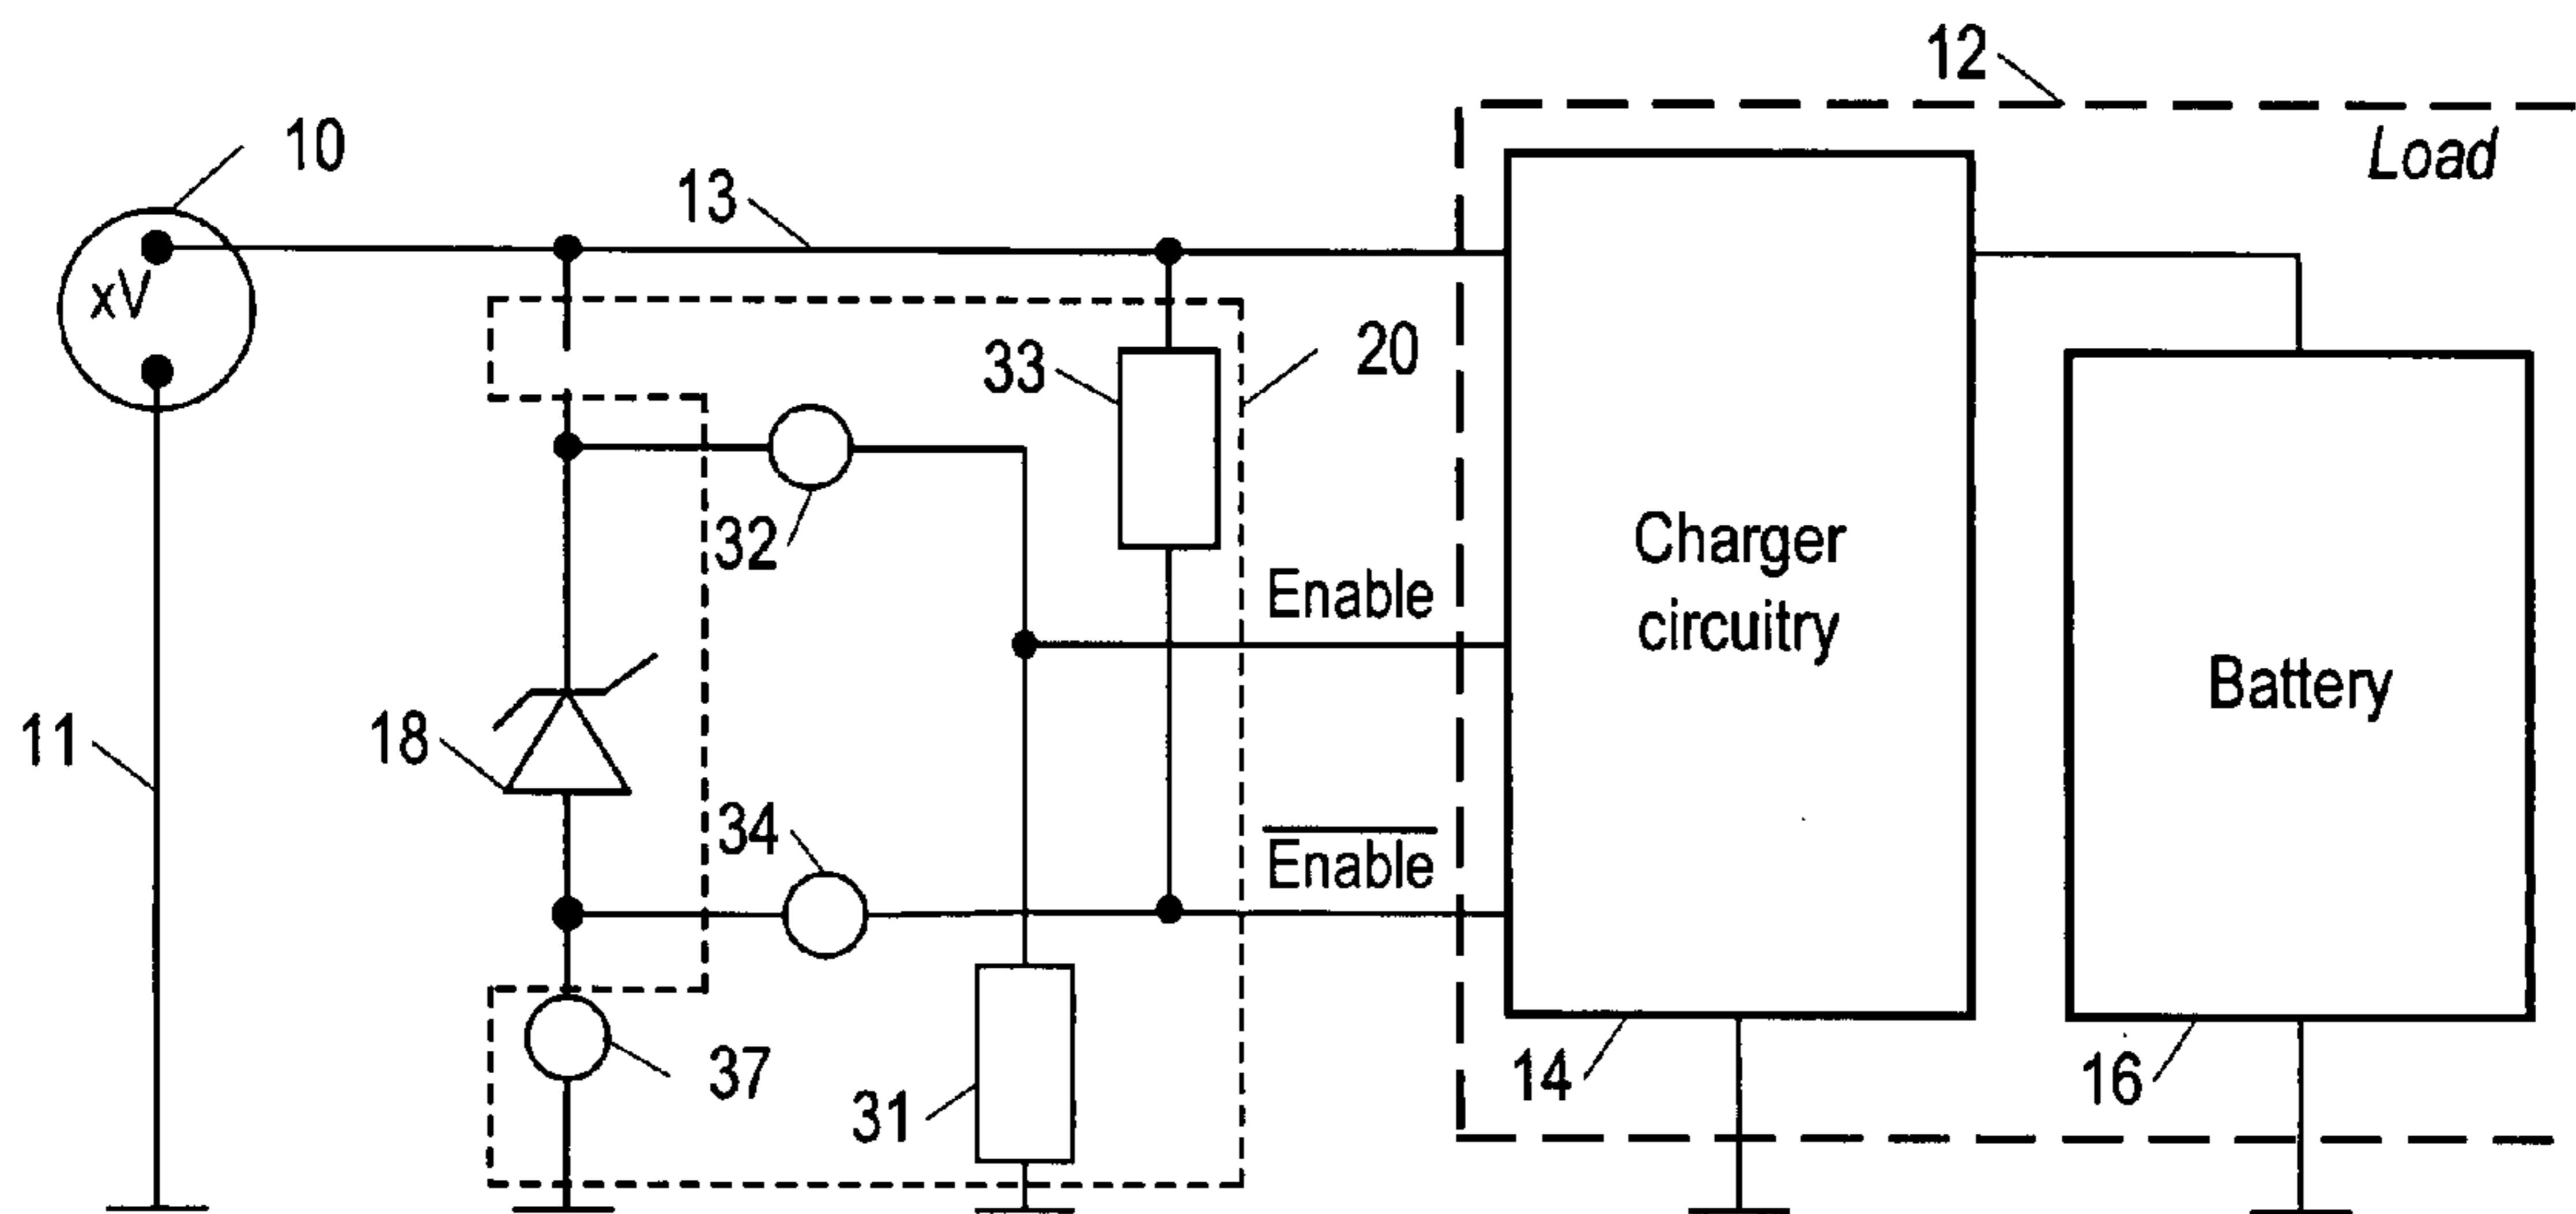 12
Load
10
13
xV
33
20
32
Enable
Charger
circuitry
Battery
11
18
34
Enable
37
31
14
16